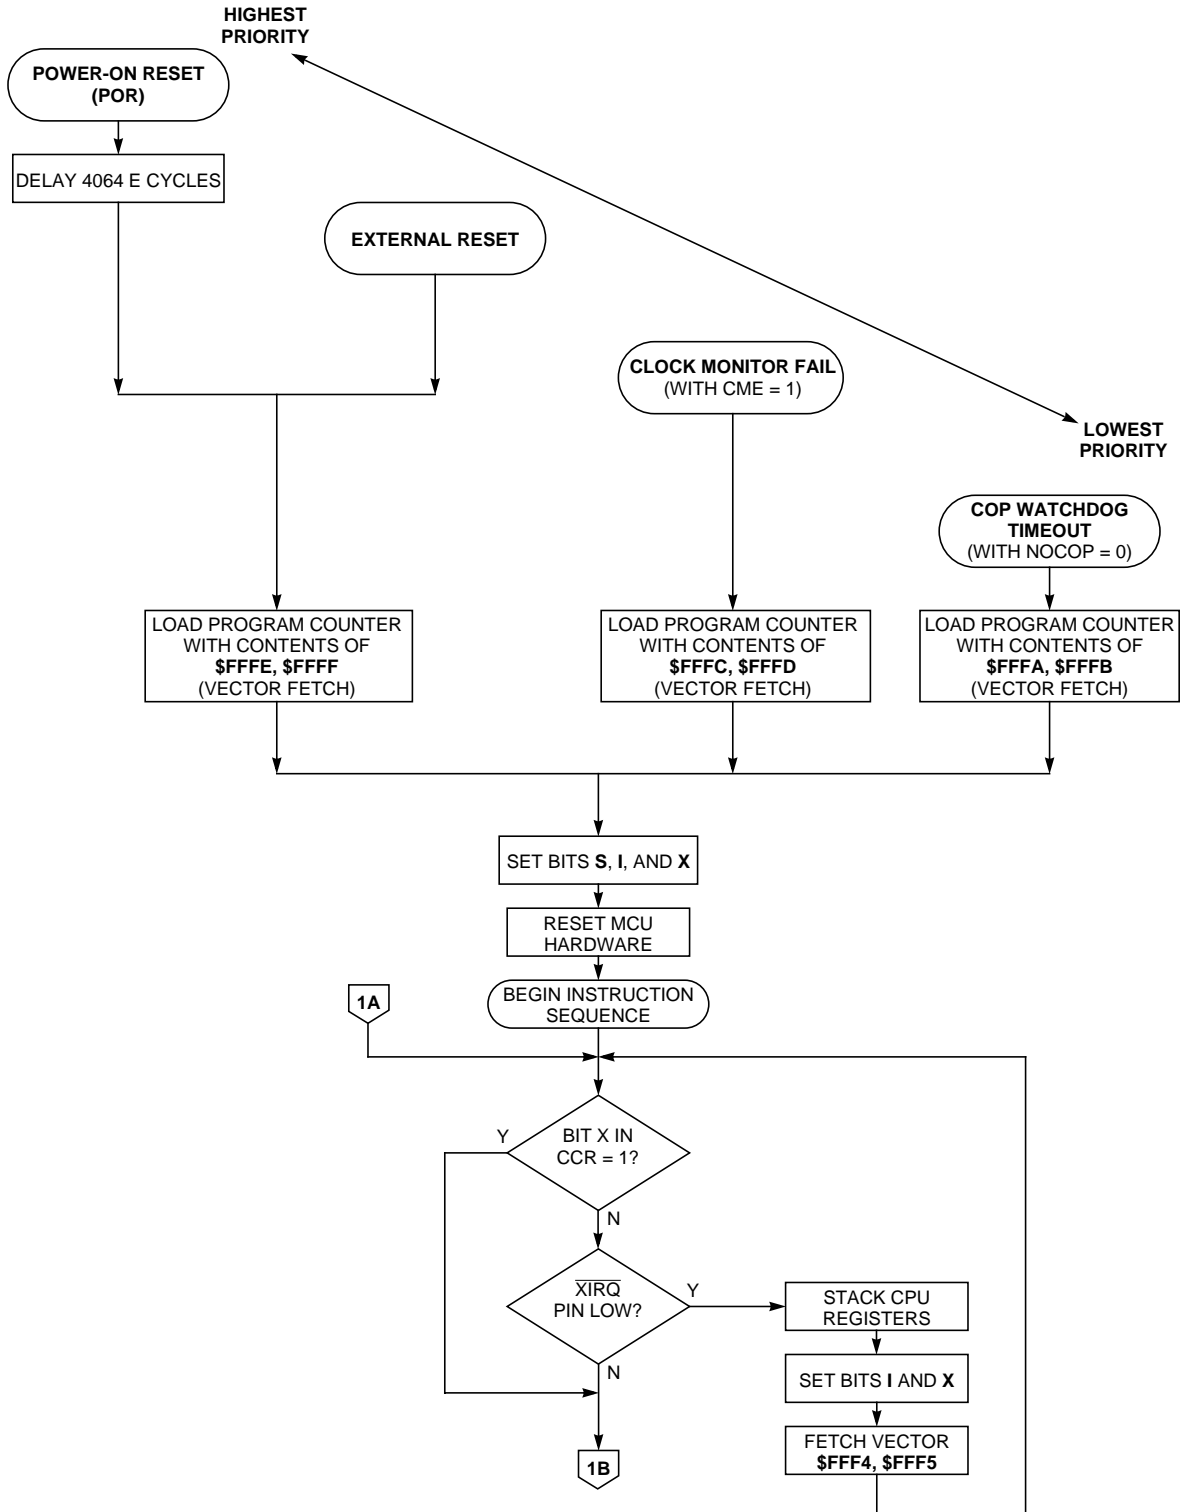 HIGHEST
PRIORITY
POWER-ON RESET
(POR)
DELAY 4064 E CYCLES
EXTERNAL RESET
CLOCK MONITOR FAIL
(WITH CME = 1)
LOWEST
PRIORITY
COP WATCHDOG
TIMEOUT
(WITH NOCOP = 0)
LOAD PROGRAM COUNTER
WITH CONTENTS OF
$FFFE, $FFFF
(VECTOR FETCH)
LOAD PROGRAM COUNTER
WITH CONTENTS OF
$FFFC, $FFFD
(VECTOR FETCH)
LOAD PROGRAM COUNTER
WITH CONTENTS OF
$FFFA, $FFFB
(VECTOR FETCH)
SET BITS S, I, AND X
RESET MCU
HARDWARE
BEGIN INSTRUCTION
SEQUENCE
1A
Y
BIT X IN
CCR = 1?
N
XIRQ
PIN LOW?
Y
STACK CPU
REGISTERS
N
SET BITS I AND X
FETCH VECTOR
$FFF4, $FFF5
1B